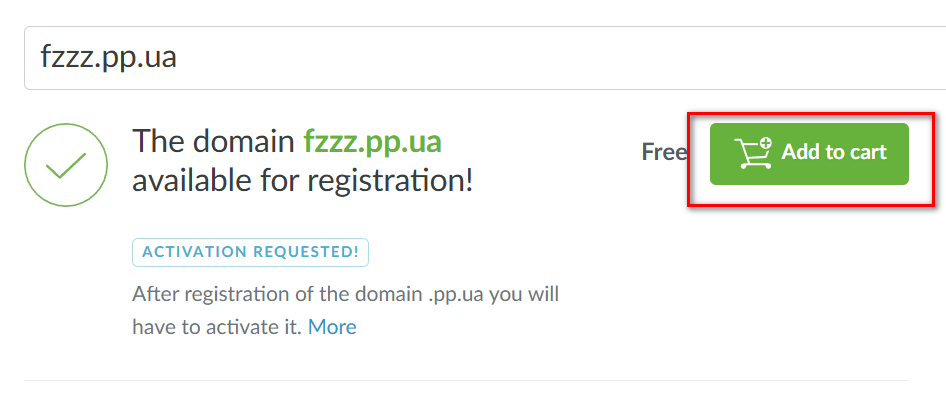 fzzz.pp.ua
The domain fzzz.pp.ua
available for registration!
Free
Add to cart
ACTIVATION REQUESTED!
After registration of the domain .pp.ua you will
have to activate it. More